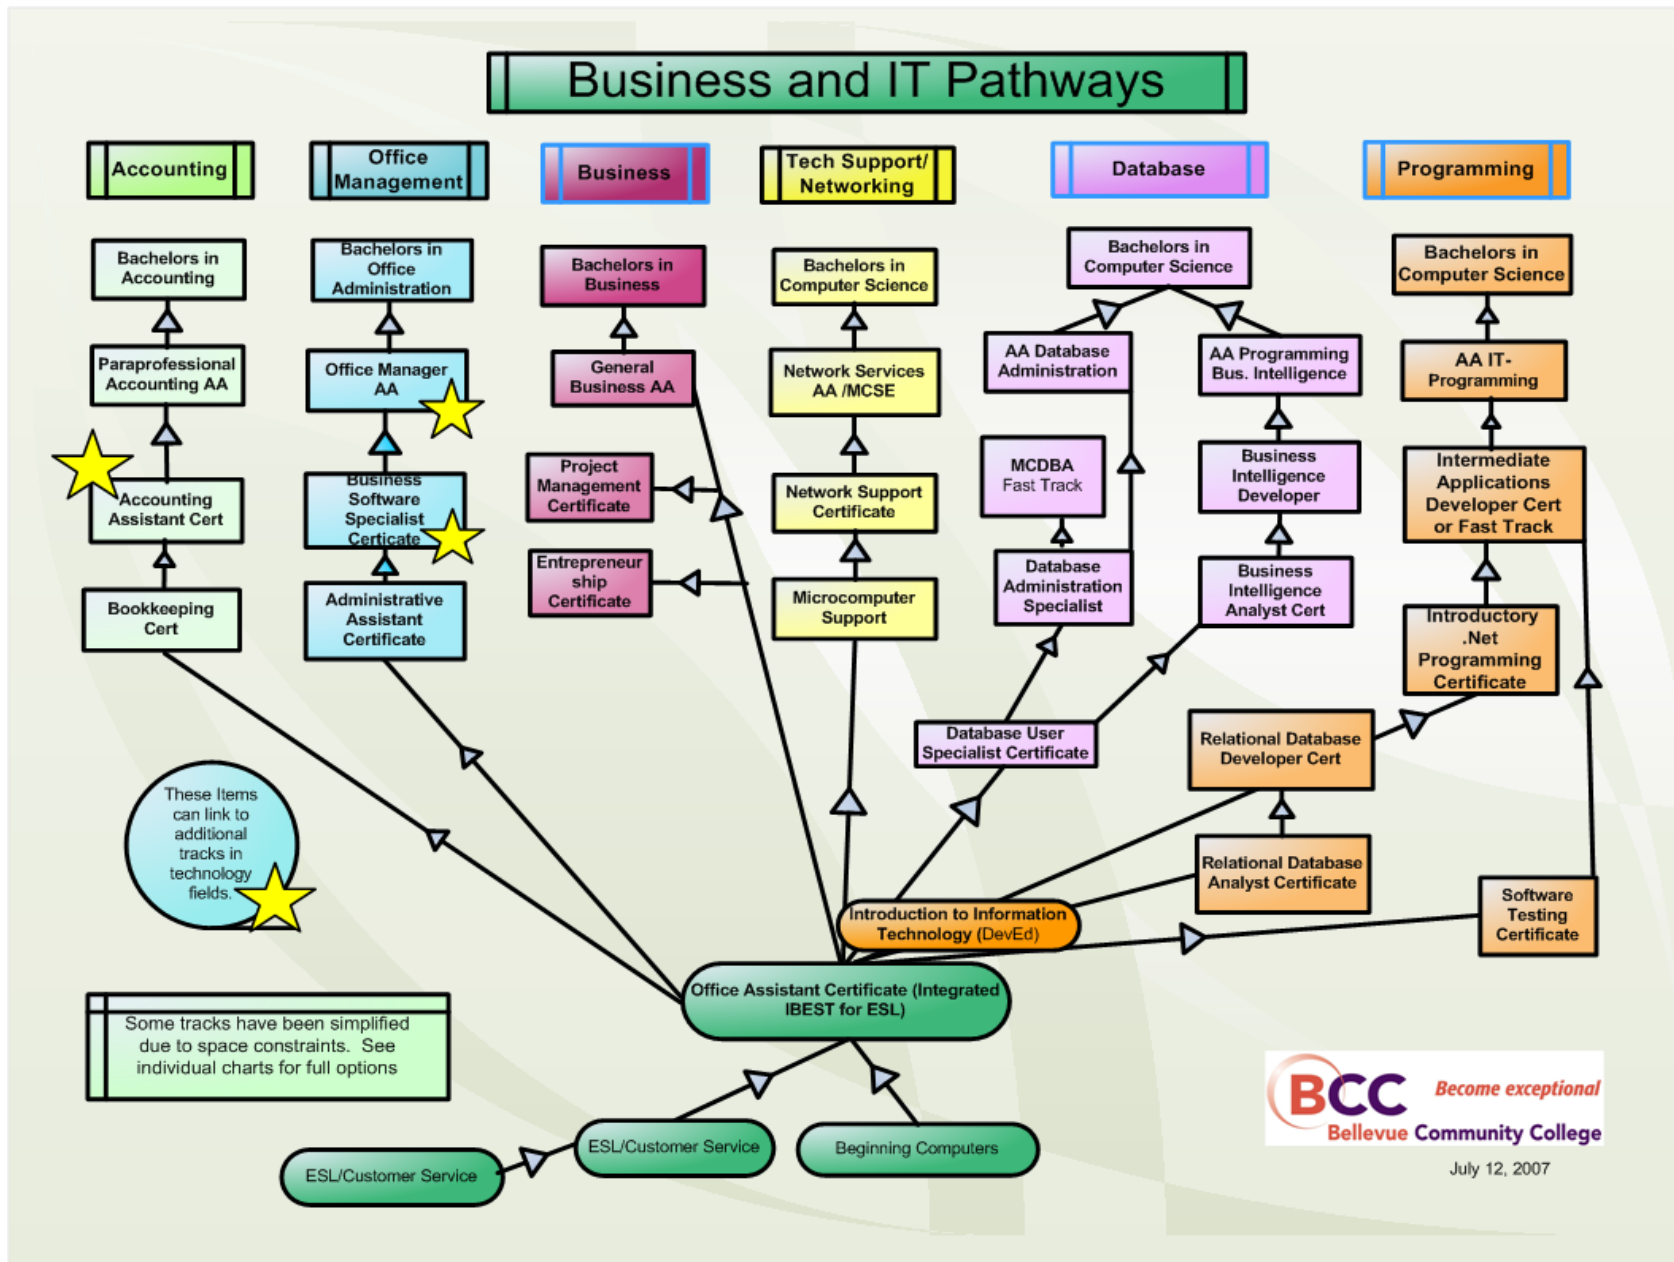 Business and IT Pathways
Accounting
Office
Management
Business
Tech Support/
Networking
Database
Programming
Bachelors in
Accounting
Paraprofessional
Accounting AA
Accounting
Assistant Cert
Bookkeeping
Cert
Bachelors in
Office
Administration
Office Manager
AA
Business
Software
Specialist
Certicate
Administrative
Assistant
Certificate
Bachelors in
Business
General
Business AA
Project
Management
Certificate
Entrepreneur
ship
Certificate
Bachelors in
Computer Science
Network Services
AA /MCSE
Network Support
Certificate
Microcomputer
Support
Bachelors in
Computer Science
AA Database
Administration
AA Programming
Bus. Intelligence
MCDBA
Fast Track
Business
Intelligence
Developer
Database
Administration
Specialist
Business
Intelligence
Analyst Cert
Database User
Specialist Certificate
Bachelors in
Computer Science
AA IT-
Programming
Intermediate
Applications
Developer Cert
or Fast Track
Introductory
.Net
Programming
Certificate
Relational Database
Developer Cert
Relational Database
Analyst Certificate
Software
Testing
Certificate
These Items
can link to
additional
tracks in
technology
fields.
Introduction to Information
Technology (DevEd)
Office Assistant Certificate (Integrated
IBEST for ESL)
Some tracks have been simplified
due to space constraints.  See
individual charts for full options
ESL/Customer Service
ESL/Customer Service
Beginning Computers
BCC Become exceptional
Bellevue Community College
July 12, 2007